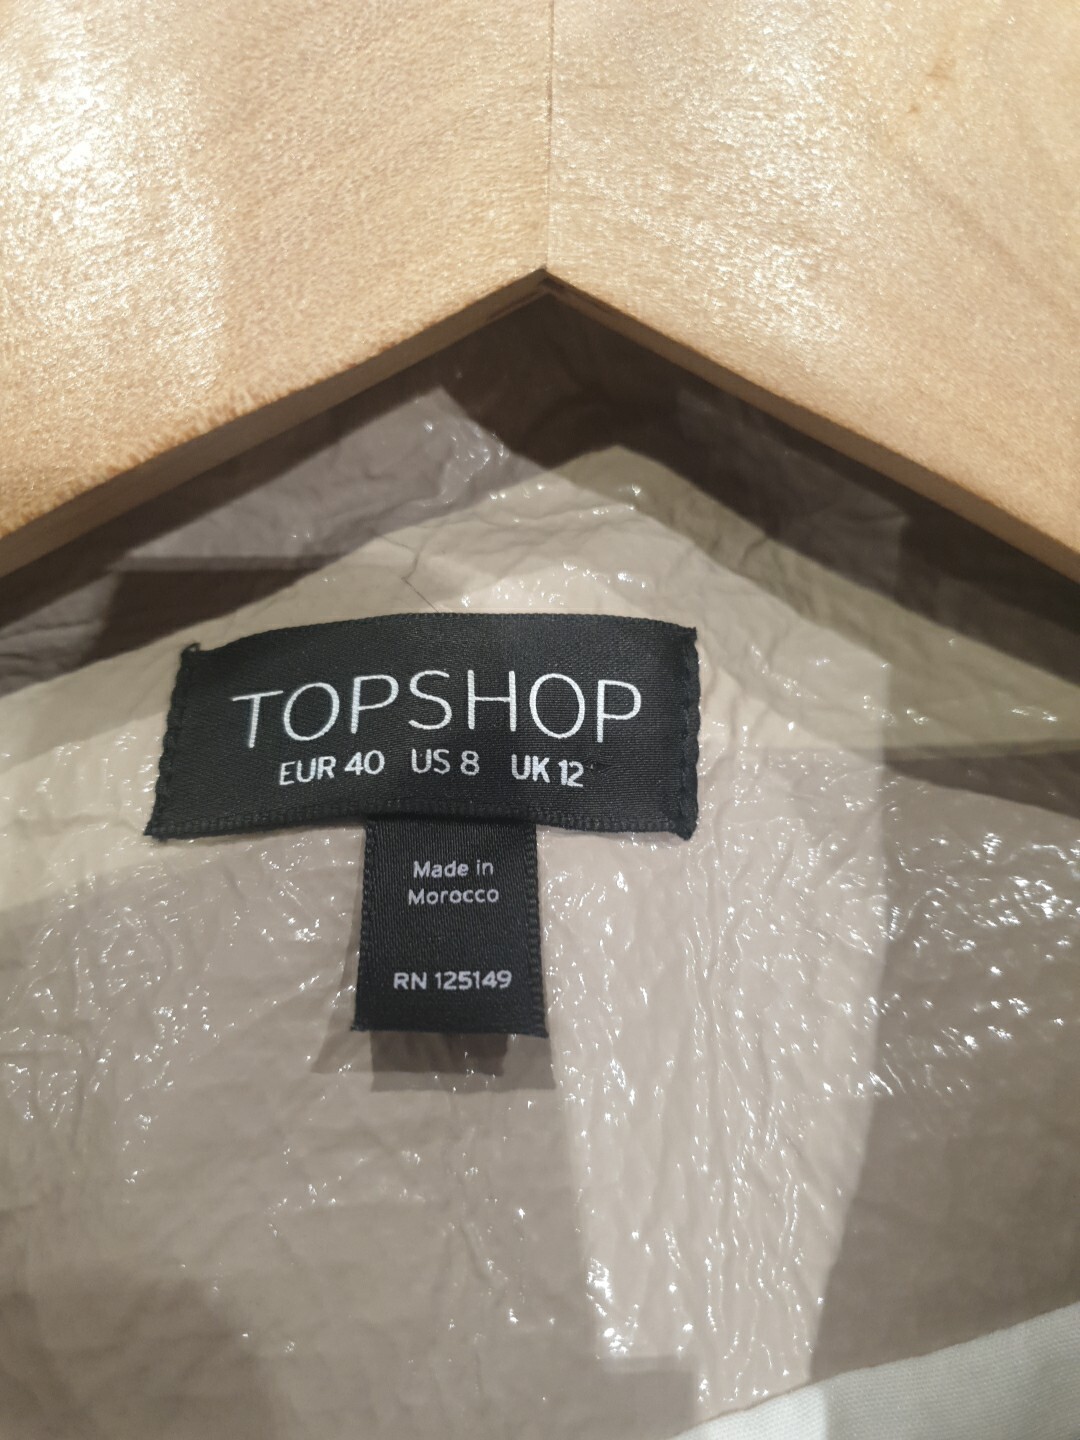 TOPSHOP
EUR 40 US 8 UK 12
Made in
Morocco
RN 125149